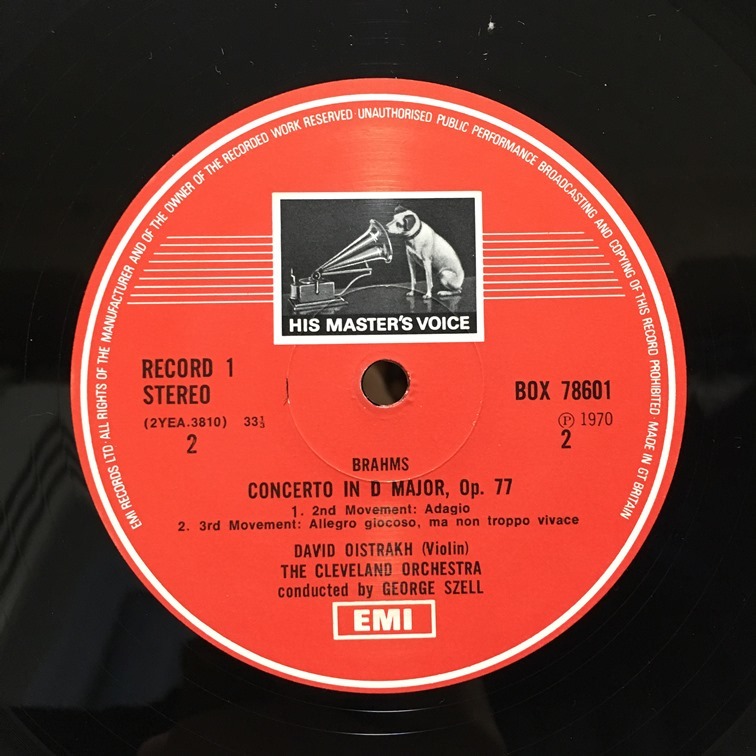 EMI RECORDS LTD · ALL RIGHTS OF THE MANUFACTURER AND OF THE OWNER OF THE RECORDED WORK RESERVED · UNAUTHORISED PUBLIC PERFORMANCE BROADCASTING AND COPYING OF THIS RECORD PROHIBITED · MADE IN GT BRITAIN
HIS MASTER'S VOICE
RECORD 1
STEREO
(2YEA.3810) 33⅓
2
BOX 78601
Ⓟ 1970
2
BRAHMS
CONCERTO IN D MAJOR, Op. 77
1. 2nd Movement: Adagio
2. 3rd Movement: Allegro giocoso, ma non troppo vivace
DAVID OISTRAKH (Violin)
THE CLEVELAND ORCHESTRA
conducted by GEORGE SZELL
EMI